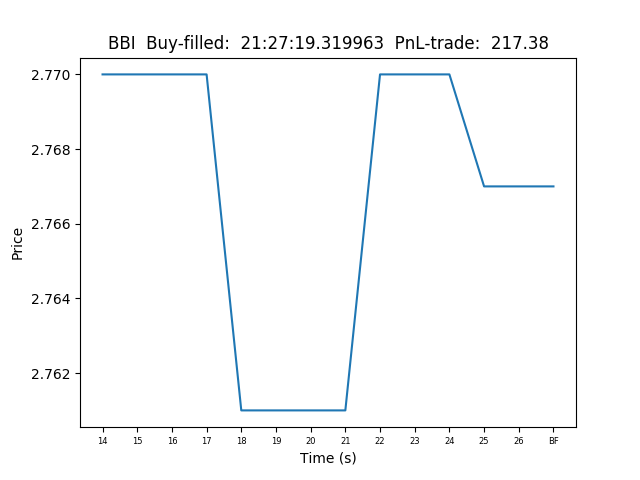 BBI  Buy-filled:  21:27:19.319963  PnL-trade:  217.38
2.770
2.768
2.766
2.764
2.762
Price
14 15 16 17 18 19 20 21 22 23 24 25 26 BF
Time (s)